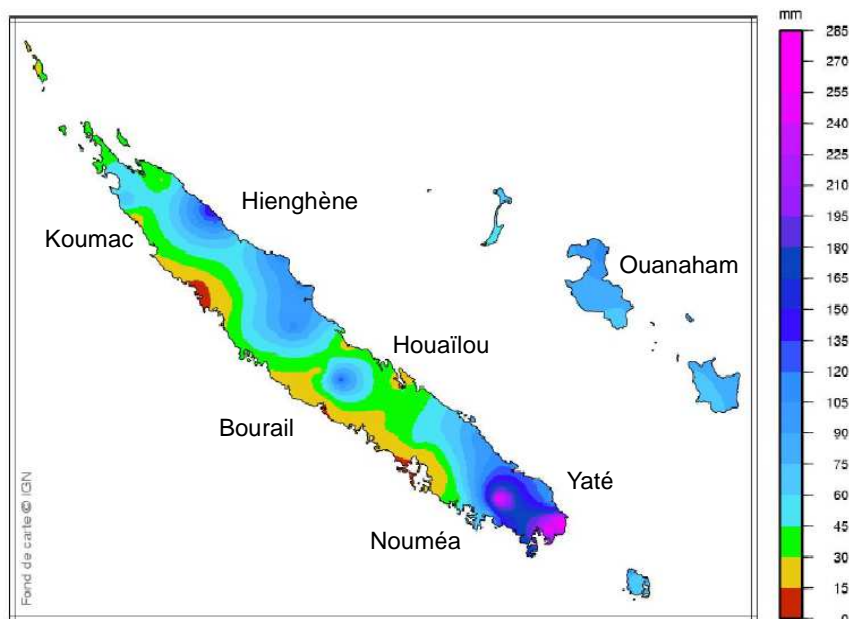 mm
285
270
255
240
225
210
195
180
165
150
135
120
105
90
75
60
45
30
15
0
Hienghène
Koumac
Ouanaham
Houaïlou
Bourail
Yaté
Nouméa
Fond de carte © IGN